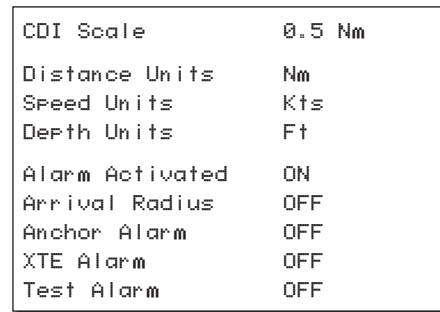 CDI Scale 0.5 Nm
Distance Units Nm
Speed Units Kts
Depth Units Ft
Alarm Activated ON
Arrival Radius OFF
Anchor Alarm OFF
XTE Alarm OFF
Test Alarm OFF